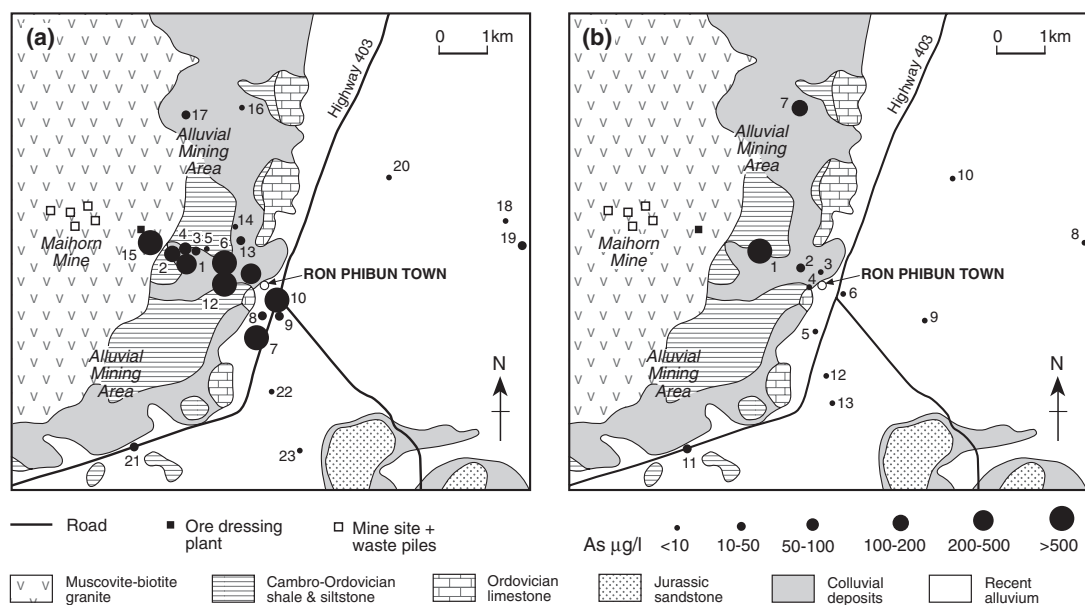 (a)
0 1km
Highway 403
17
16
Alluvial
Mining
Area
20
18
19
Maihorn
Mine
14
15
4
3
5
6
13
2
1
RON PHIBUN TOWN
12
10
8
9
7
Alluvial
Mining
Area
N
22
21
23
(b)
0 1km
Highway 403
7
Alluvial
Mining
Area
10
8
Maihorn
Mine
1
2
3
RON PHIBUN TOWN
4
6
9
5
Alluvial
Mining
Area
N
12
13
11
Road
Ore dressing
plant
Mine site +
waste piles
As µg/l
<10
10-50
50-100
100-200
200-500
>500
Muscovite-biotite
granite
Cambro-Ordovician
shale & siltstone
Ordovician
limestone
Jurassic
sandstone
Colluvial
deposits
Recent
alluvium